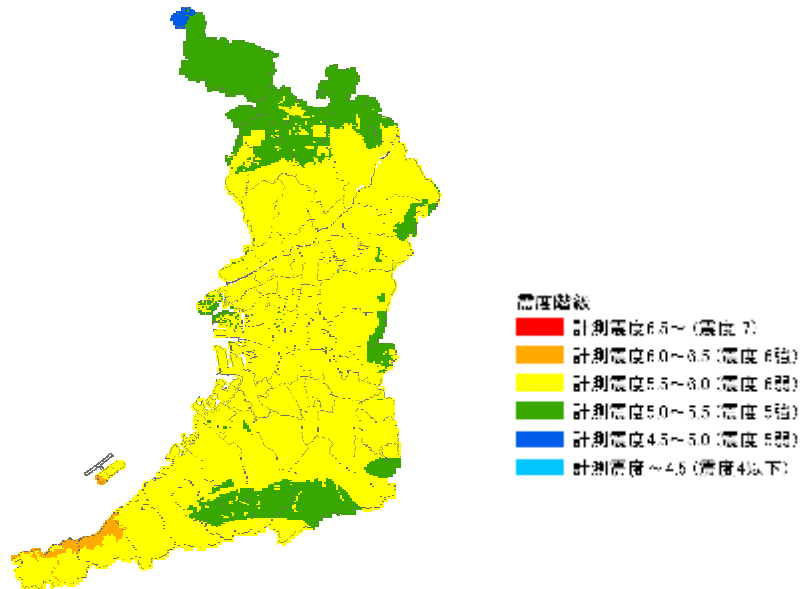 震度階級
計測震度6.5～（震度 7）
計測震度6.0～6.5（震度 6強）
計測震度5.5～6.0（震度 6弱）
計測震度5.0～5.5（震度 5強）
計測震度4.5～5.0（震度 5弱）
計測震度 ～4.5（震度4以下）